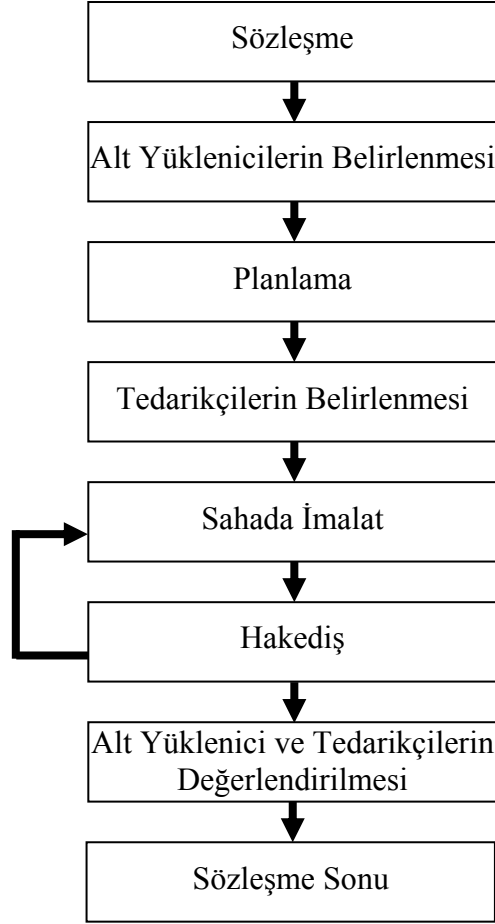 Sözleşme
Alt Yüklenicilerin Belirlenmesi
Planlama
Tedarikçilerin Belirlenmesi
Sahada İmalat
Hakediş
Alt Yüklenici ve Tedarikçilerin
Değerlendirilmesi
Sözleşme Sonu